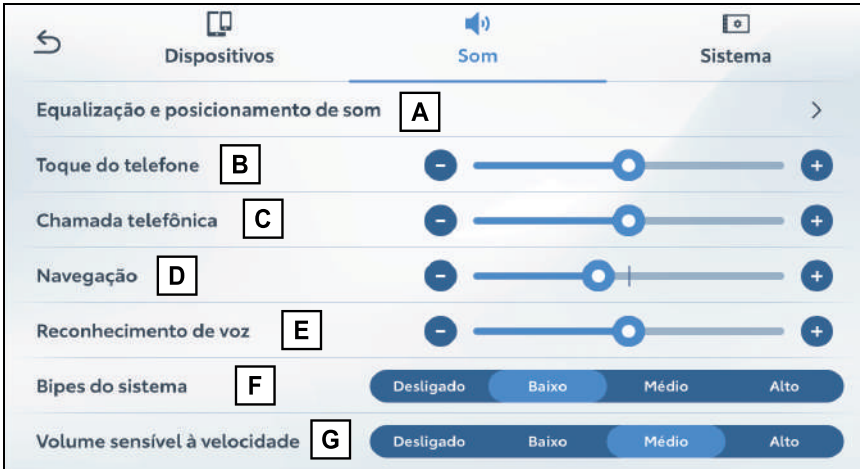 Dispositivos Som Sistema
Equalização e posicionamento de som A
Toque do telefone B
Chamada telefônica C
Navegação D
Reconhecimento de voz E
Bipes do sistema F Desligado Baixo Médio Alto
Volume sensível à velocidade G Desligado Baixo Médio Alto